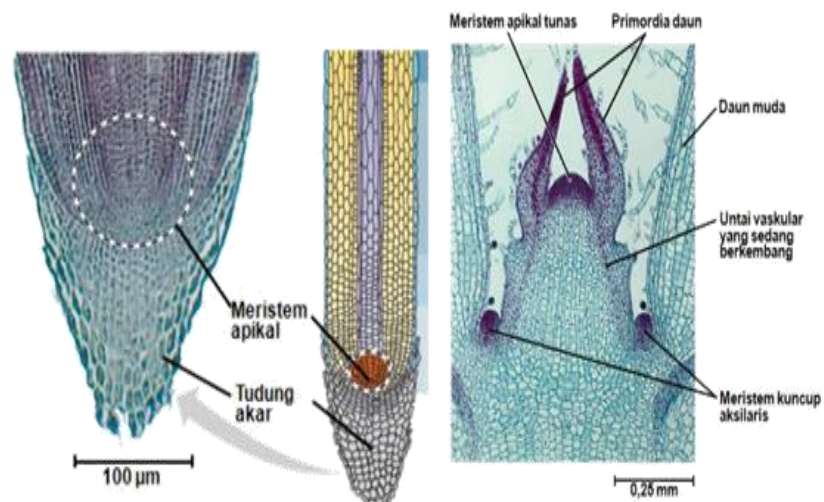 Meristem apikal tunas
Primordia daun
Daun muda
Untai vaskular
yang sedang
berkembang
Meristem
apikal
Tudung
akar
Meristem kuncup
aksilaris
100 µm
0,25 mm